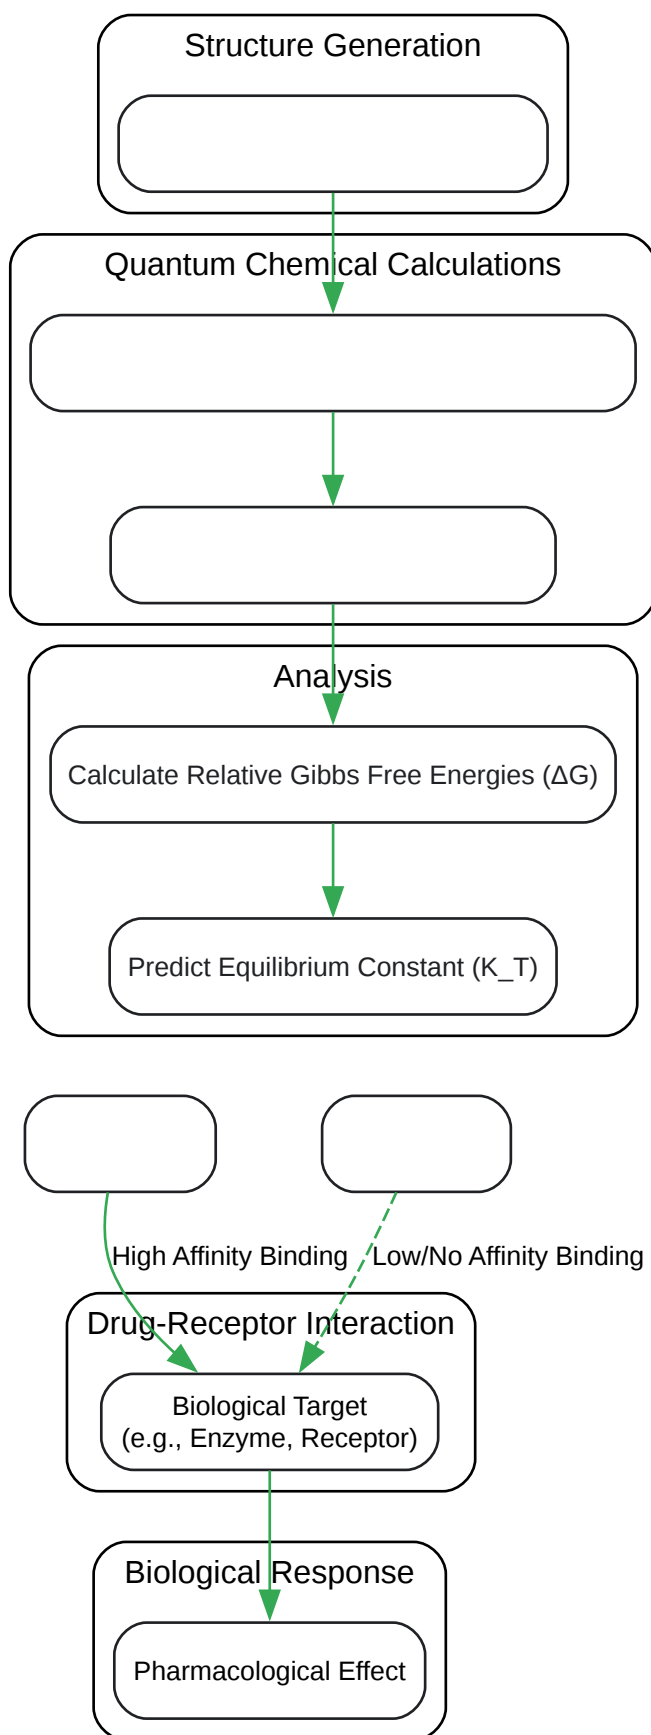 Structure Generation
Quantum Chemical Calculations
Analysis
Calculate Relative Gibbs Free Energies (ΔG)
Predict Equilibrium Constant (K_T)
High Affinity Binding
Low/No Affinity Binding
Drug-Receptor Interaction
Biological Target
(e.g., Enzyme, Receptor)
Biological Response
Pharmacological Effect